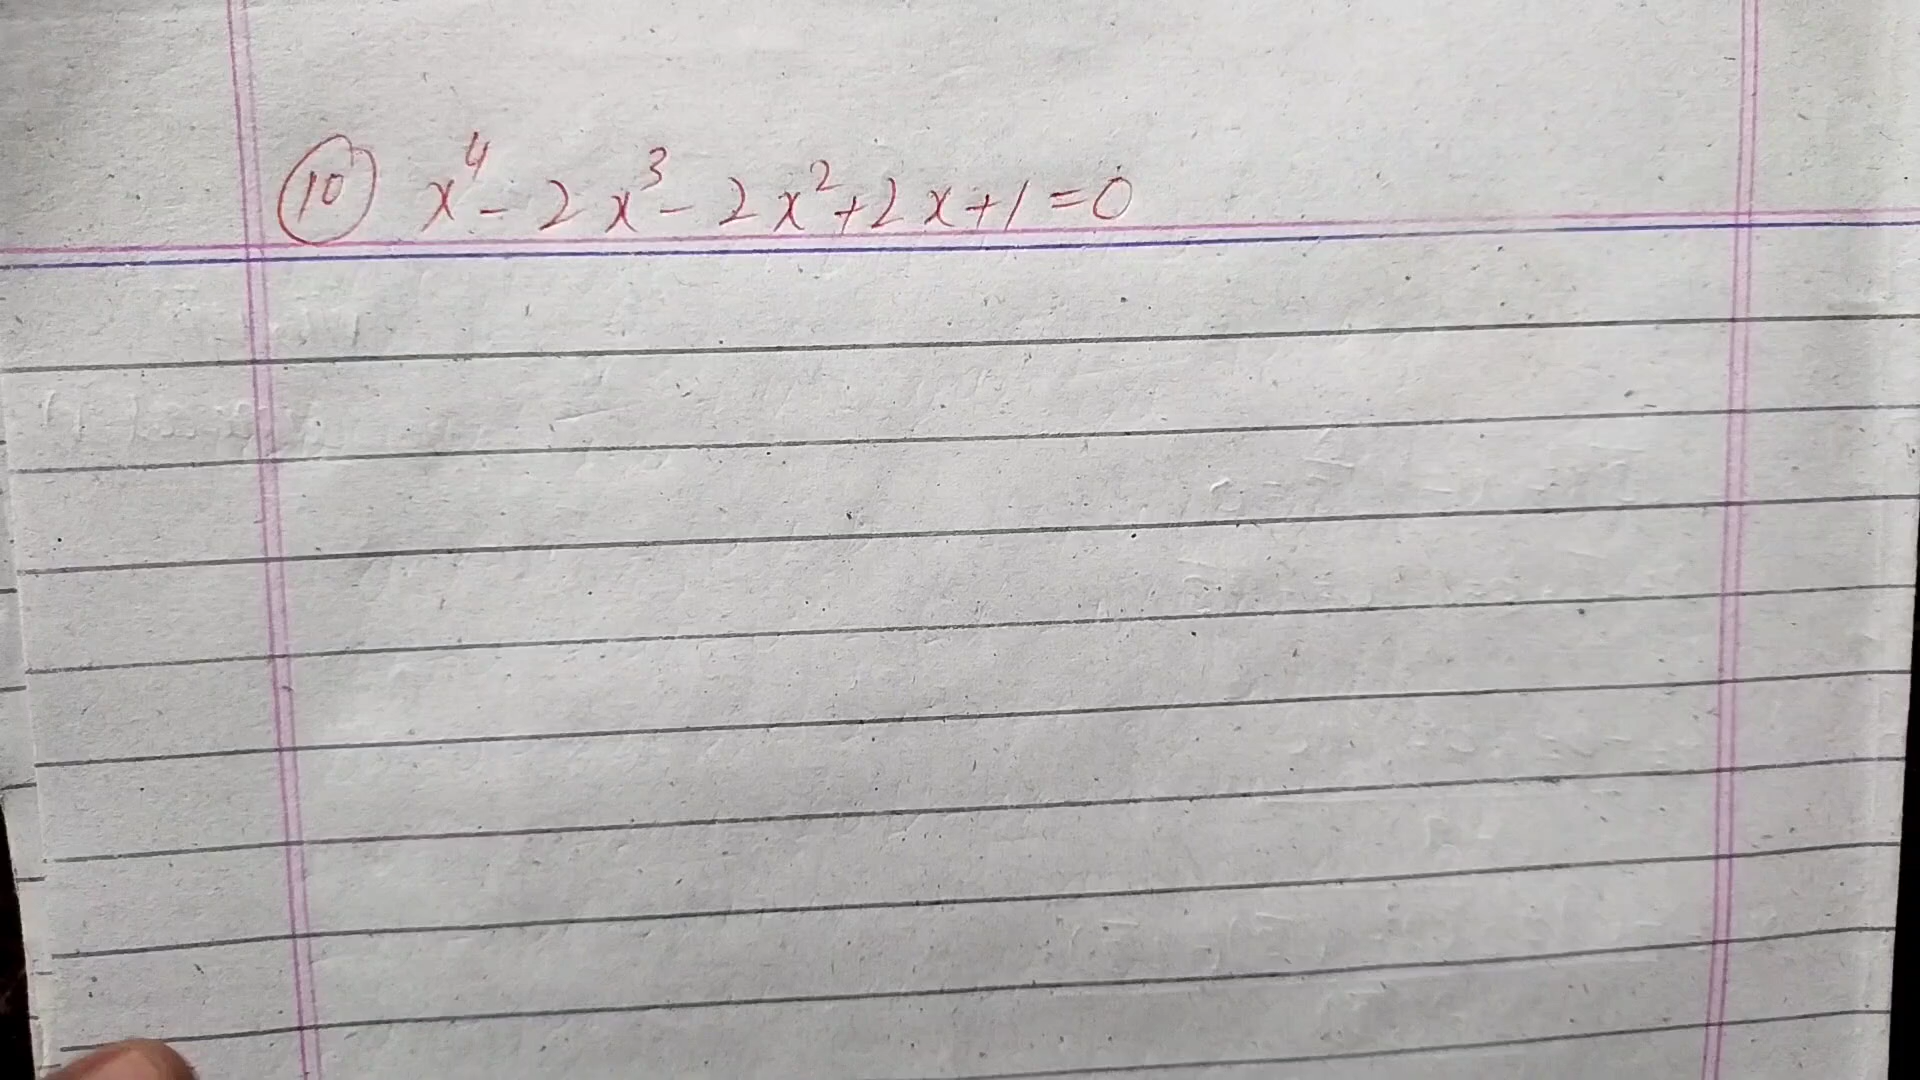 (10) x⁴ - 2x³ - 2x² + 2x + 1 = 0